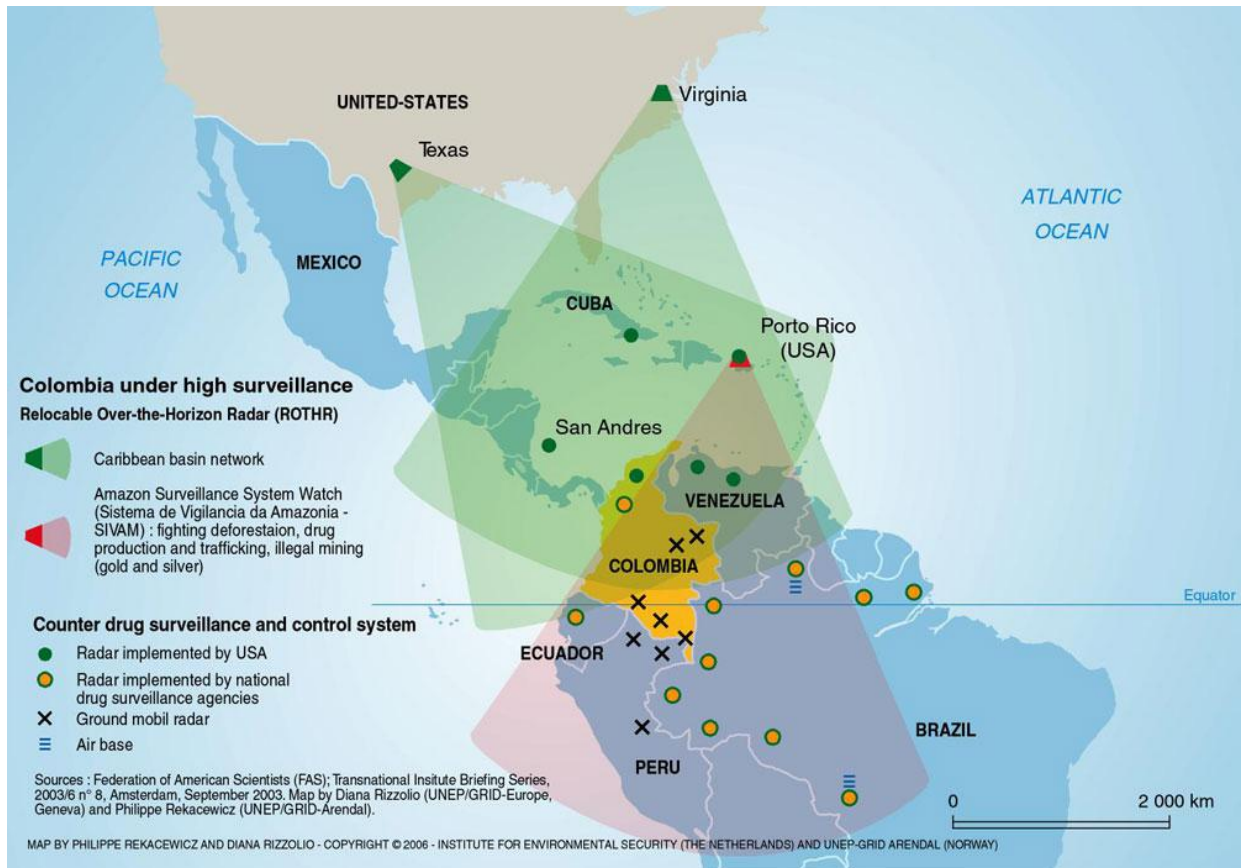 UNITED-STATES
Virginia
Texas
ATLANTIC
OCEAN
PACIFIC
OCEAN
MEXICO
CUBA
Porto Rico
(USA)
Colombia under high surveillance
Relocable Over-the-Horizon Radar (ROTHR)
San Andres
Caribbean basin network
VENEZUELA
Amazon Surveillance System Watch
(Sistema de Vigilancia da Amazonia -
SIVAM) : fighting deforestaion, drug
production and trafficking, illegal mining
(gold and silver)
COLOMBIA
Equator
Counter drug surveillance and control system
Radar implemented by USA
ECUADOR
Radar implemented by national
drug surveillance agencies
Ground mobil radar
Air base
BRAZIL
PERU
Sources : Federation of American Scientists (FAS); Transnational Insitute Briefing Series,
2003/6 n° 8, Amsterdam, September 2003. Map by Diana Rizzolio (UNEP/GRID-Europe,
Geneva) and Philippe Rekacewicz (UNEP/GRID-Arendal).
0 2 000 km
MAP BY PHILIPPE REKACEWICZ AND DIANA RIZZOLIO - COPYRIGHT © 2006 - INSTITUTE FOR ENVIRONMENTAL SECURITY (THE NETHERLANDS) AND UNEP-GRID ARENDAL (NORWAY)